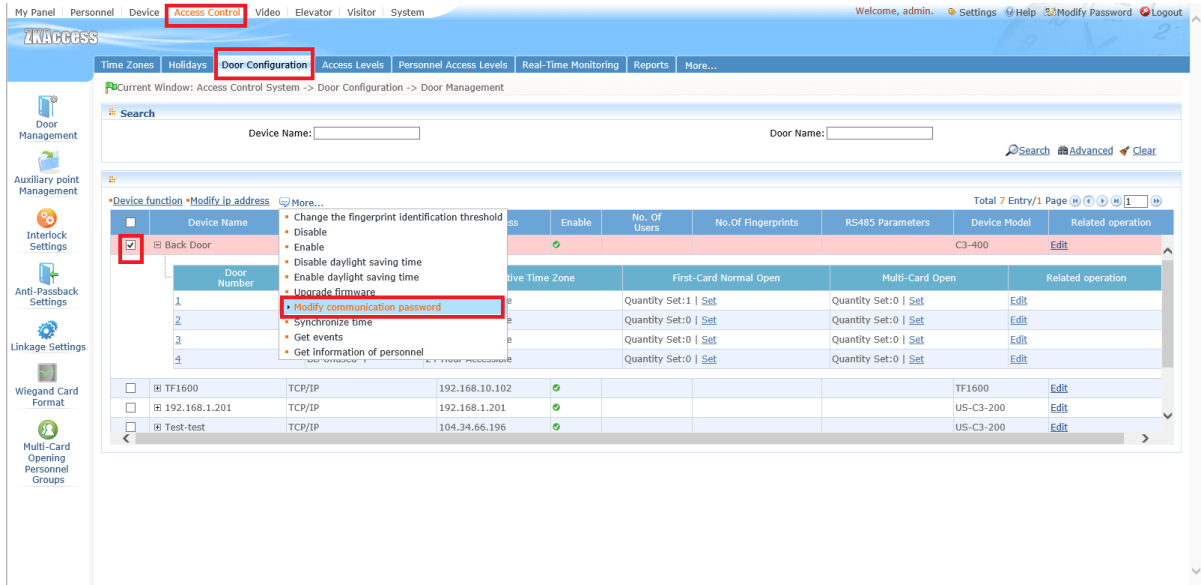 My Panel Personnel Device Access Control Video Elevator Visitor System Welcome, admin. Settings Help Modify Password Logout
ZKAccess
Time Zones Holidays Door Configuration Access Levels Personnel Access Levels Real-Time Monitoring Reports More...
Current Window: Access Control System -> Door Configuration -> Door Management
Door
Management
Auxiliary point
Management
Interlock
Settings
Anti-Passback
Settings
Linkage Settings
Wiegand Card
Format
Multi-Card
Opening
Personnel
Groups
Search
Device Name: Door Name:
Search Advanced Clear
Device function Modify ip address More... Total 7 Entry/1 Page 1
Device Name ss Enable No. Of Users No.Of Fingerprints RS485 Parameters Device Model Related operation
Back Door C3-400 Edit
Door Number tive Time Zone First-Card Normal Open Multi-Card Open Related operation
1 e Quantity Set:1 | Set Quantity Set:0 | Set Edit
2 e Quantity Set:0 | Set Quantity Set:0 | Set Edit
3 e Quantity Set:0 | Set Quantity Set:0 | Set Edit
4 Quantity Set:0 | Set Quantity Set:0 | Set Edit
Change the fingerprint identification threshold
Disable
Enable
Disable daylight saving time
Enable daylight saving time
Upgrade firmware
Modify communication password
Synchronize time
Get events
Get information of personnel
TF1600 TCP/IP 192.168.10.102 TF1600 Edit
192.168.1.201 TCP/IP 192.168.1.201 US-C3-200 Edit
Test-test TCP/IP 104.34.66.196 US-C3-200 Edit